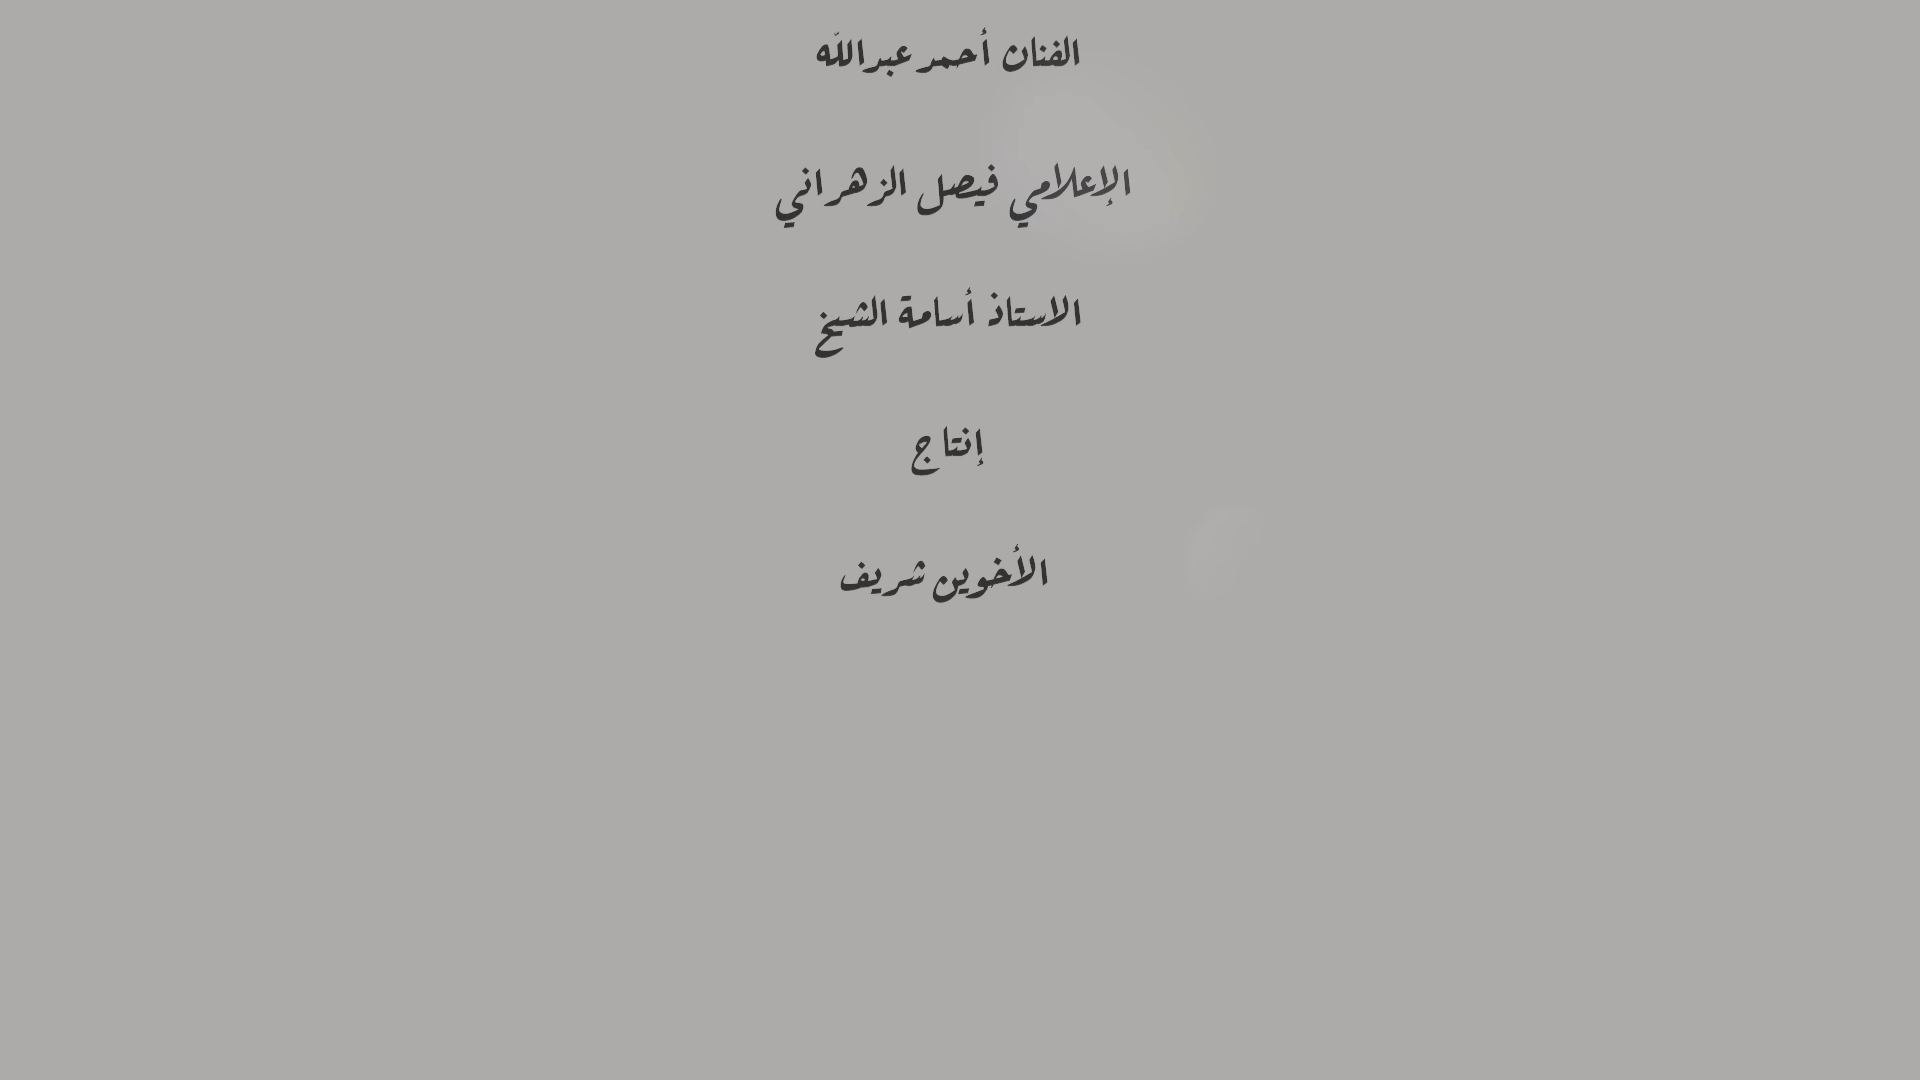 الفنان أحمد عبدالله
الإعلامي فيصل الزهراني
الاستاذ أسامة الشيخ
إنتاج
الأخوين شريف